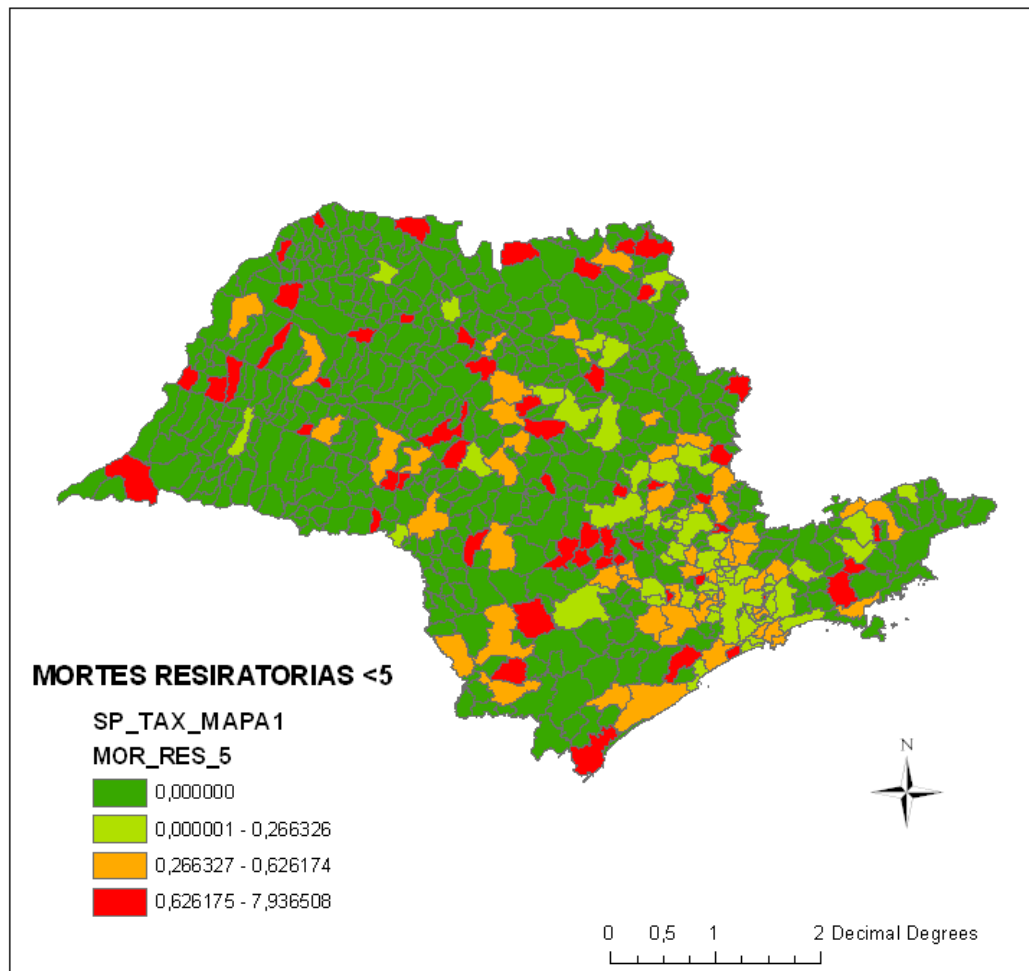 MORTES RESIRATORIAS <5
SP_TAX_MAPA1
MOR_RES_5
0,000000
0,000001 - 0,266326
0,266327 - 0,626174
0,626175 - 7,936508
N
0 0,5 1 2 Decimal Degrees